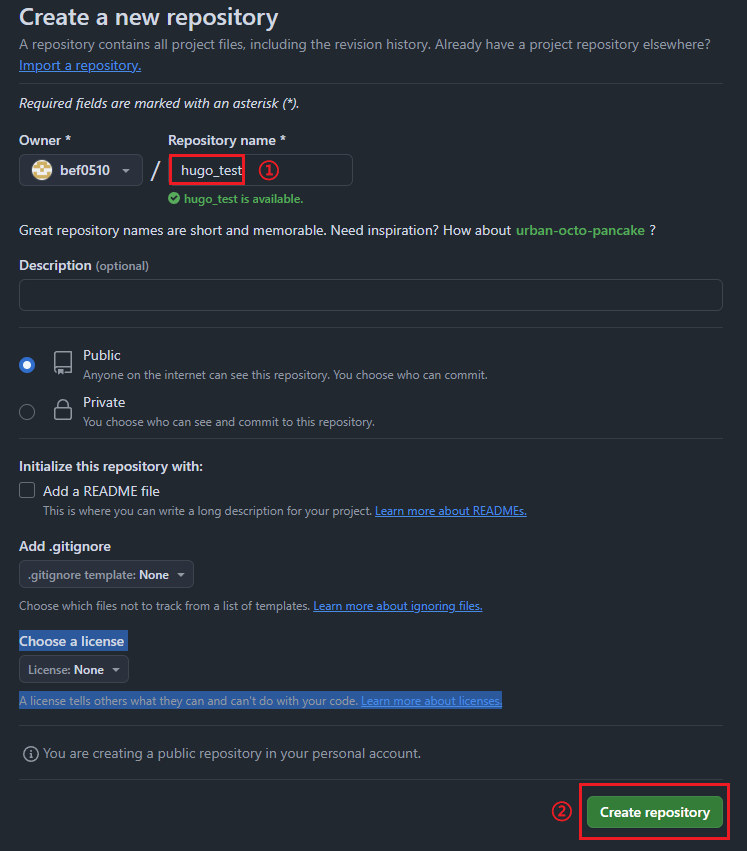 Create a new repository
A repository contains all project files, including the revision history. Already have a project repository elsewhere?
Import a repository.
Required fields are marked with an asterisk (*).
Owner * Repository name *
bef0510 / hugo_test ①
hugo_test is available.
Great repository names are short and memorable. Need inspiration? How about urban-octo-pancake ?
Description (optional)
Public
Anyone on the internet can see this repository. You choose who can commit.
Private
You choose who can see and commit to this repository.
Initialize this repository with:
Add a README file
This is where you can write a long description for your project. Learn more about READMEs.
Add .gitignore
.gitignore template: None
Choose which files not to track from a list of templates. Learn more about ignoring files.
Choose a license
License: None
A license tells others what they can and can't do with your code. Learn more about licenses.
You are creating a public repository in your personal account.
② Create repository